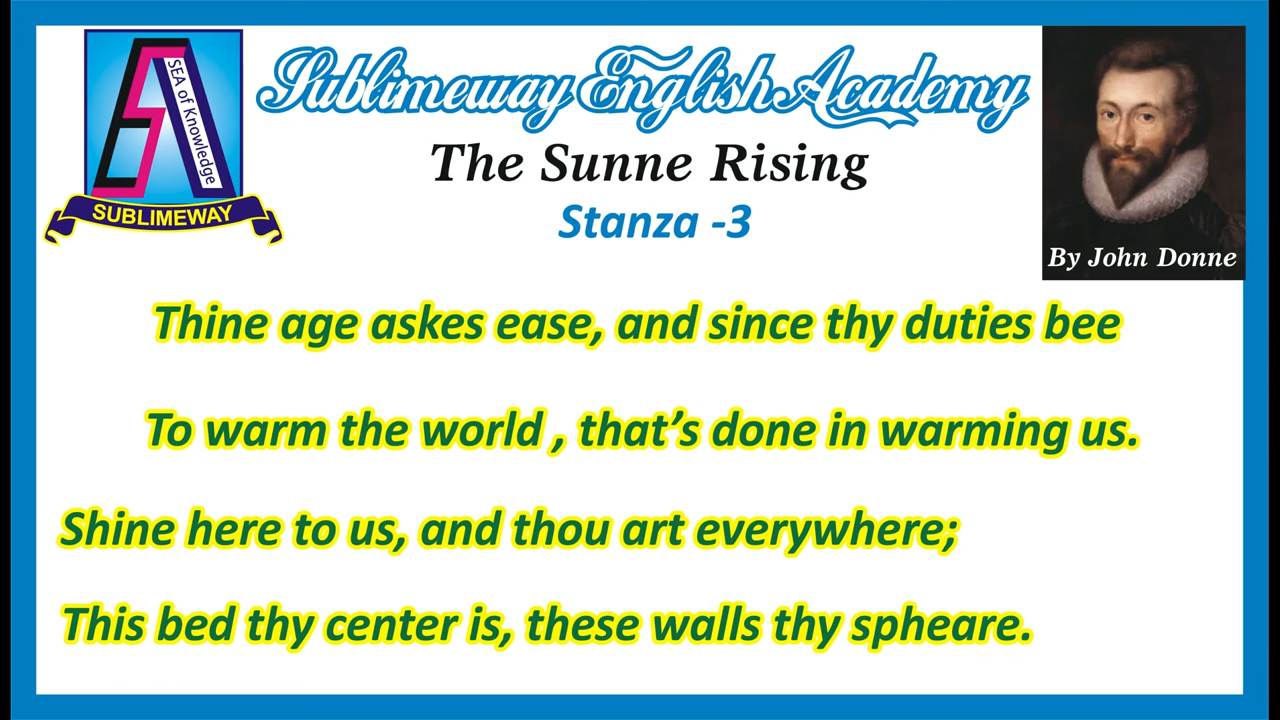 SEA of Knowledge
SUBLIMEWAY
Sublimeway English Academy
The Sunne Rising
Stanza -3
By John Donne
Thine age askes ease, and since thy duties bee
To warm the world , that's done in warming us.
Shine here to us, and thou art everywhere;
This bed thy center is, these walls thy spheare.